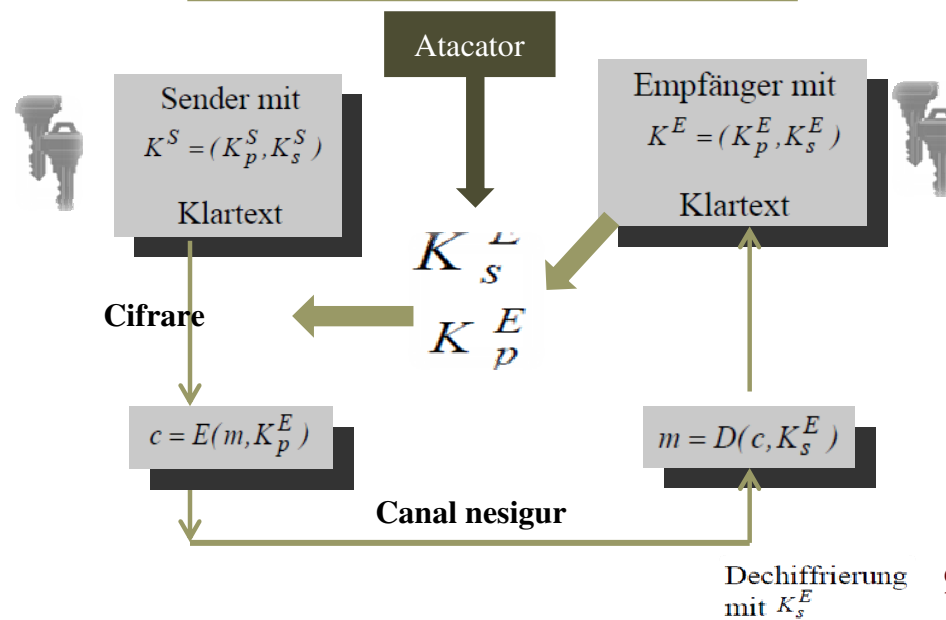 Atacator
Sender mit
K^S = (K_p^S, K_s^S)
Klartext
Empfänger mit
K^E = (K_p^E, K_s^E)
Klartext
K_s^E
K_p^E
Cifrare
c = E(m, K_p^E)
m = D(c, K_s^E)
Canal nesigur
Dechiffrierung
mit K_s^E